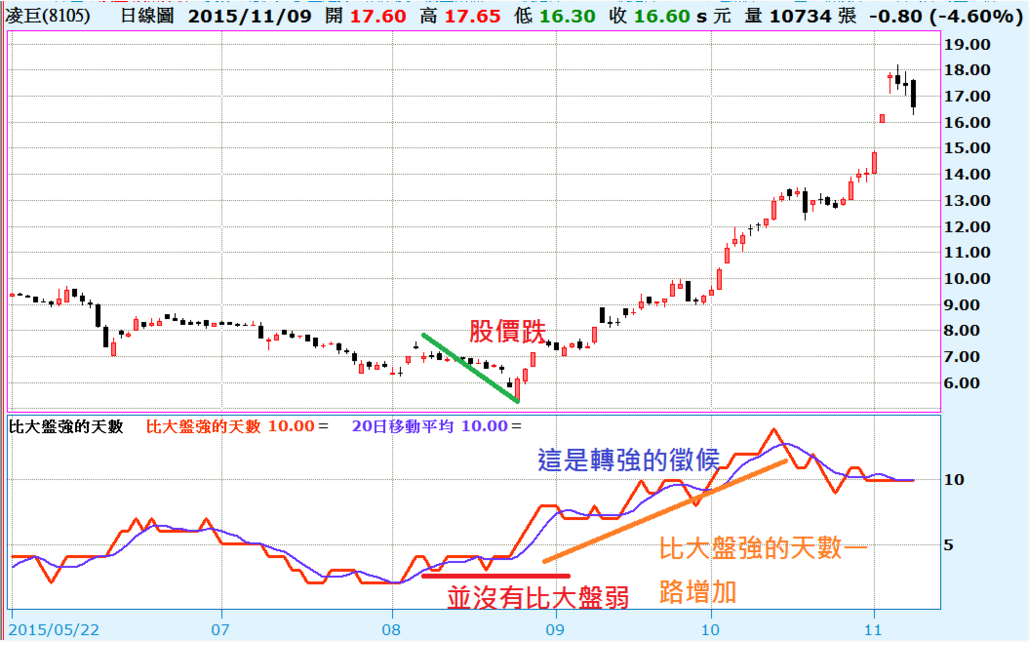 凌巨(8105) 日線圖 2015/11/09 開 17.60 高 17.65 低 16.30 收 16.60 s 元 量 10734 張 -0.80 (-4.60%)
19.00
18.00
17.00
16.00
15.00
14.00
13.00
12.00
11.00
10.00
9.00
8.00
股價跌
7.00
6.00
比大盤強的天數 比大盤強的天數 10.00 = 20日移動平均 10.00 =
這是轉強的徵候
10
5
比大盤強的天數一
路增加
並沒有比大盤弱
2015/05/22 07 08 09 10 11